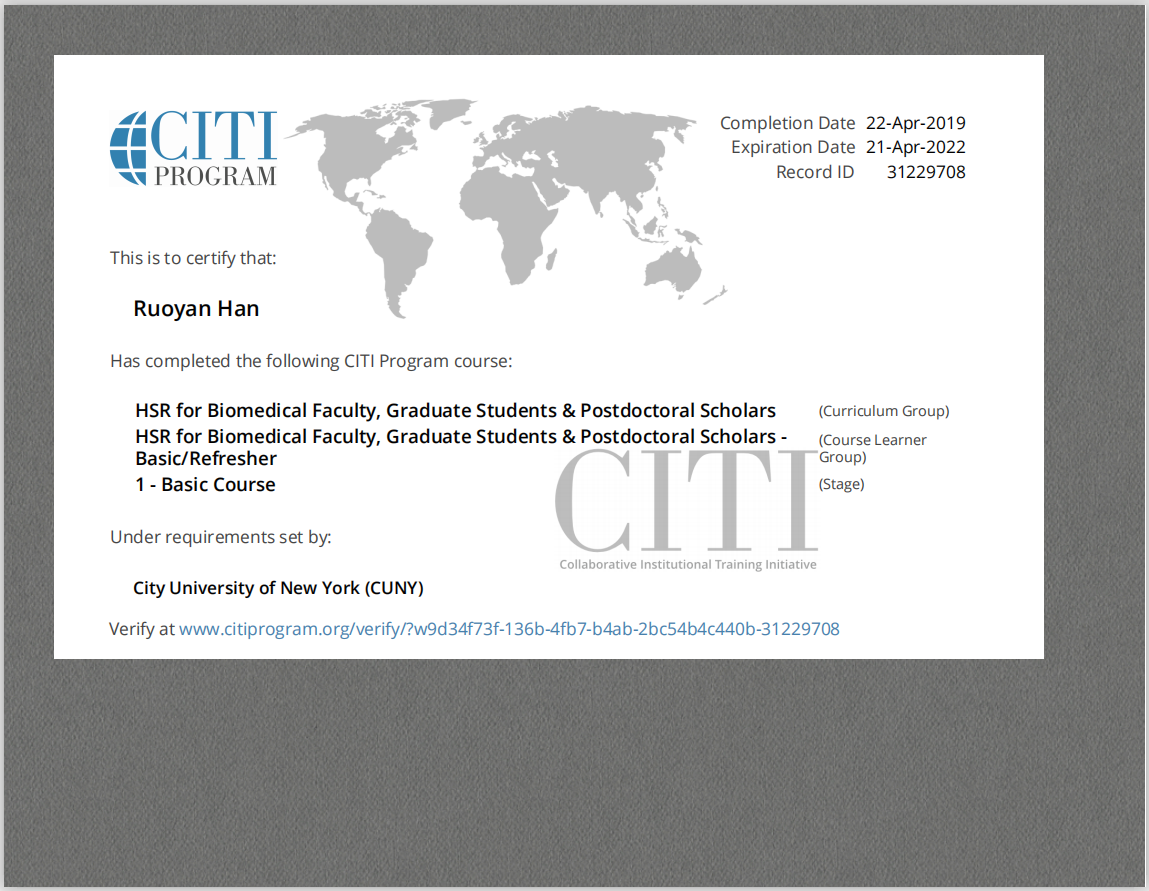 CITI
PROGRAM
Completion Date 22-Apr-2019
Expiration Date 21-Apr-2022
Record ID 31229708
This is to certify that:
Ruoyan Han
Has completed the following CITI Program course:
HSR for Biomedical Faculty, Graduate Students & Postdoctoral Scholars (Curriculum Group)
HSR for Biomedical Faculty, Graduate Students & Postdoctoral Scholars -
Basic/Refresher
(Course Learner
Group)
1 - Basic Course (Stage)
Under requirements set by:
CITI
Collaborative Institutional Training Initiative
City University of New York (CUNY)
Verify at www.citiprogram.org/verify/?w9d34f73f-136b-4fb7-b4ab-2bc54b4c440b-31229708